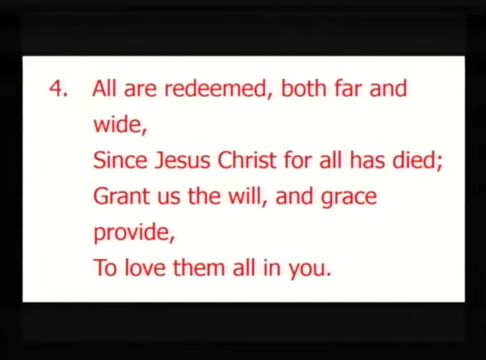 4. All are redeemed, both far and
wide,
Since Jesus Christ for all has died;
Grant us the will, and grace
provide,
To love them all in you.